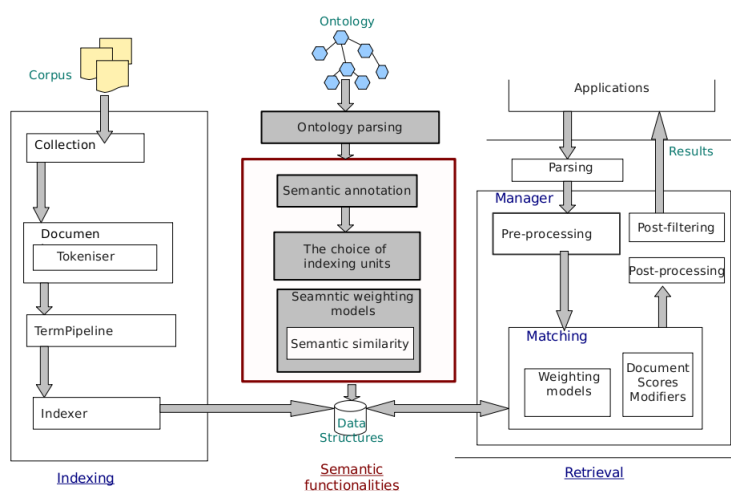 Ontology
Corpus
Applications
Ontology parsing
Collection
Results
Parsing
Semantic annotation
Manager
Documen
Tokeniser
Pre-processing
Post-filtering
The choice of
indexing units
Post-processing
Seamntic weighting
models
TermPipeline
Semantic similarity
Matching
Weighting
models
Document
Scores
Modifiers
Indexer
Data
Structures
Indexing
Semantic
functionalities
Retrieval